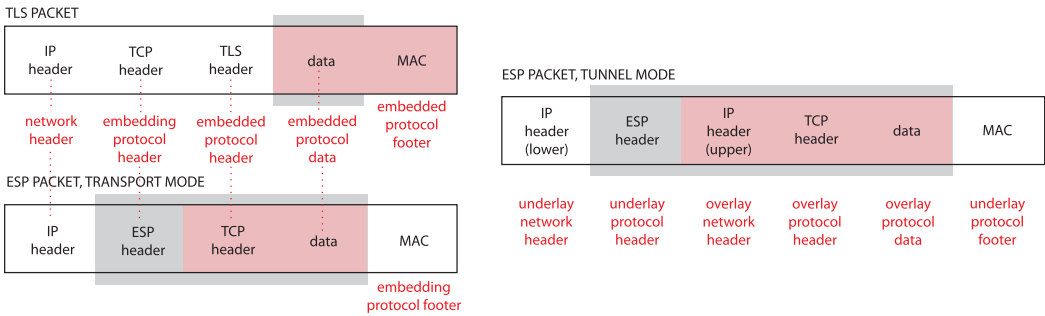 TLS PACKET
IP
header
TCP
header
TLS
header
data
MAC
network
header
embedding
protocol
header
embedded
protocol
header
embedded
protocol
data
embedded
protocol
footer
ESP PACKET, TRANSPORT MODE
IP
header
ESP
header
TCP
header
data
MAC
embedding
protocol footer
ESP PACKET, TUNNEL MODE
IP
header
(lower)
ESP
header
IP
header
(upper)
TCP
header
data
MAC
underlay
network
header
underlay
protocol
header
overlay
network
header
overlay
protocol
header
overlay
protocol
data
underlay
protocol
footer